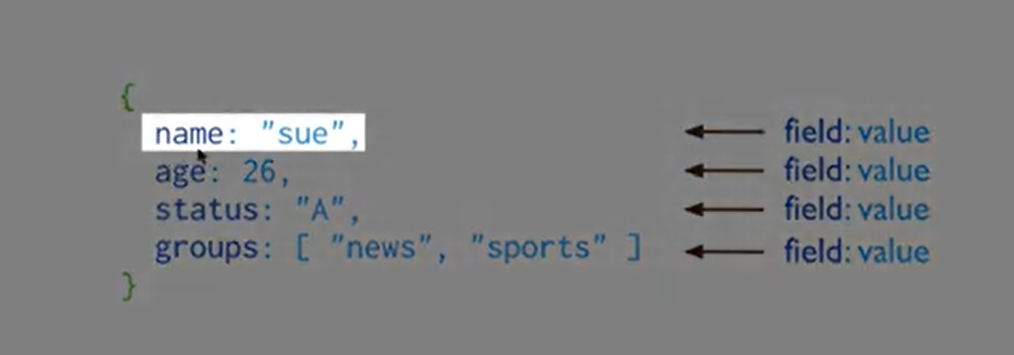 {
name: "sue", field: value
age: 26, field: value
status: "A", field: value
groups: [ "news", "sports" ] field: value
}